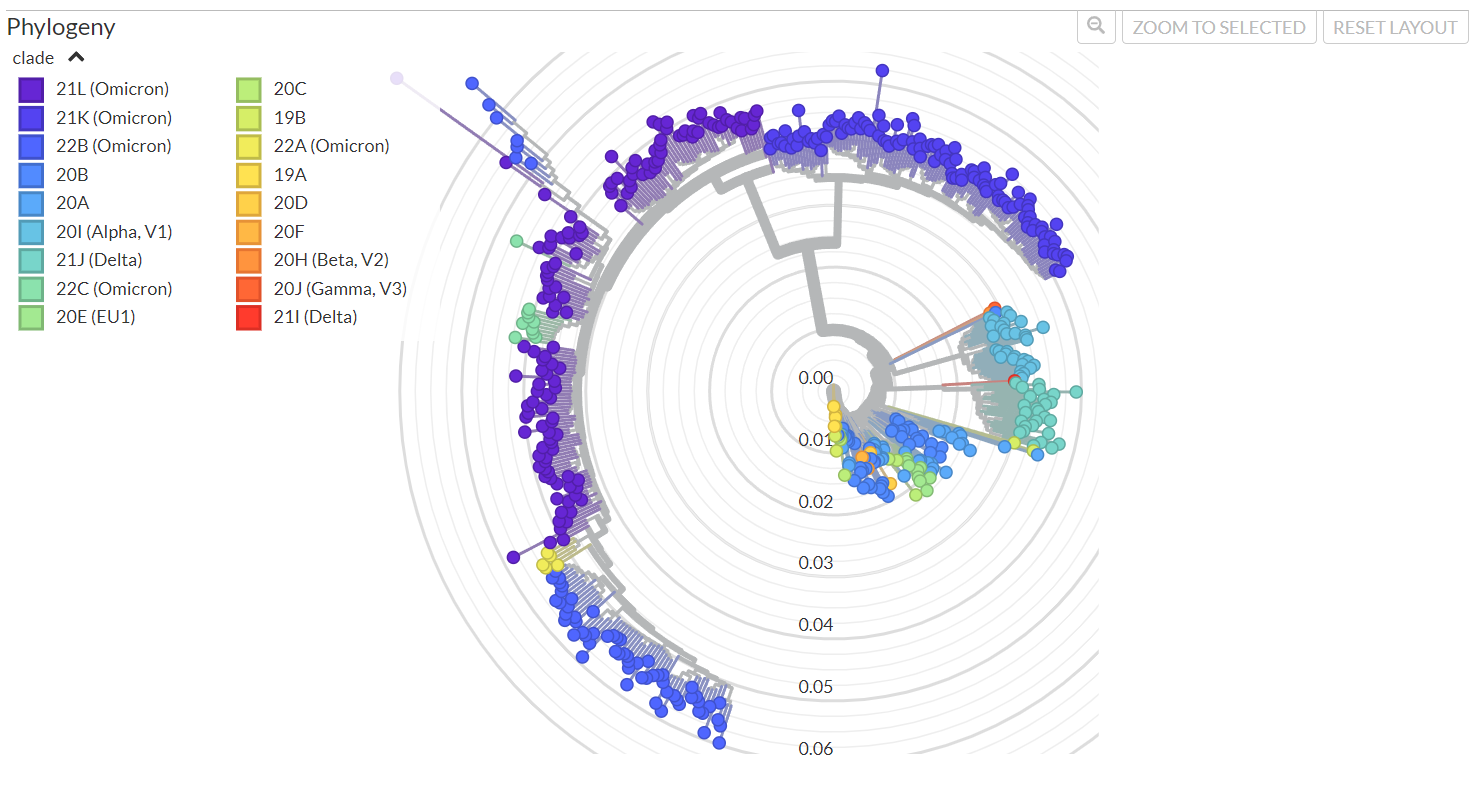 Phylogeny
ZOOM TO SELECTED
RESET LAYOUT
clade
21L (Omicron)
21K (Omicron)
22B (Omicron)
20B
20A
20I (Alpha, V1)
21J (Delta)
22C (Omicron)
20E (EU1)
20C
19B
22A (Omicron)
19A
20D
20F
20H (Beta, V2)
20J (Gamma, V3)
21I (Delta)
0.00
0.01
0.02
0.03
0.04
0.05
0.06